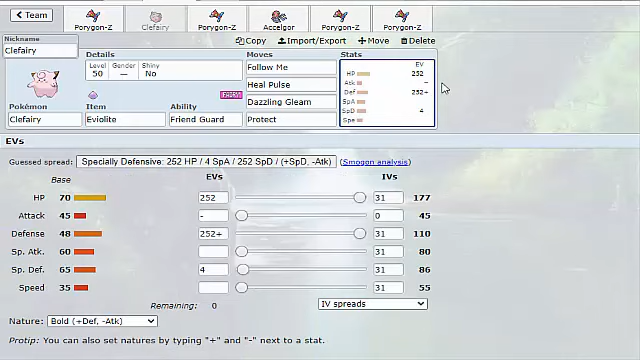 < Team
Porygon-Z
Clefairy
Porygon-Z
Accelgor
Porygon-Z
Porygon-Z
Nickname
Clefairy
Copy Import/Export Move Delete
Details
Level Gender Shiny
50 — No
FAIRY
Pokémon
Clefairy
Item
Eviolite
Ability
Friend Guard
Moves
Follow Me
Heal Pulse
Dazzling Gleam
Protect
Stats
EV
HP 252
Atk -
Def 252+
SpA
SpD 4
Spe
EVs
Guessed spread: Specially Defensive: 252 HP / 4 SpA / 252 SpD / (+SpD, -Atk) (Smogon analysis)
Base EVs IVs
HP 70 252 31 177
Attack 45 - 0 45
Defense 48 252+ 31 110
Sp. Atk. 60 31 80
Sp. Def. 65 4 31 86
Speed 35 31 55
Remaining: 0 IV spreads
Nature: Bold (+Def, -Atk)
Protip: You can also set natures by typing "+" and "-" next to a stat.